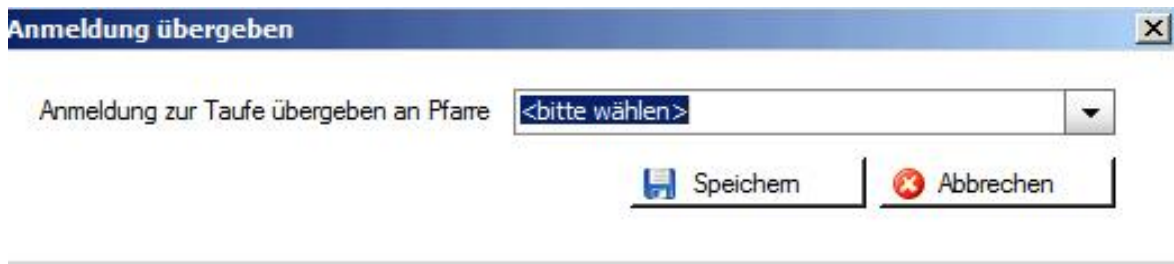 Anmeldung übergeben
Anmeldung zur Taufe übergeben an Pfarre <bitte wählen>
Speichern Abbrechen